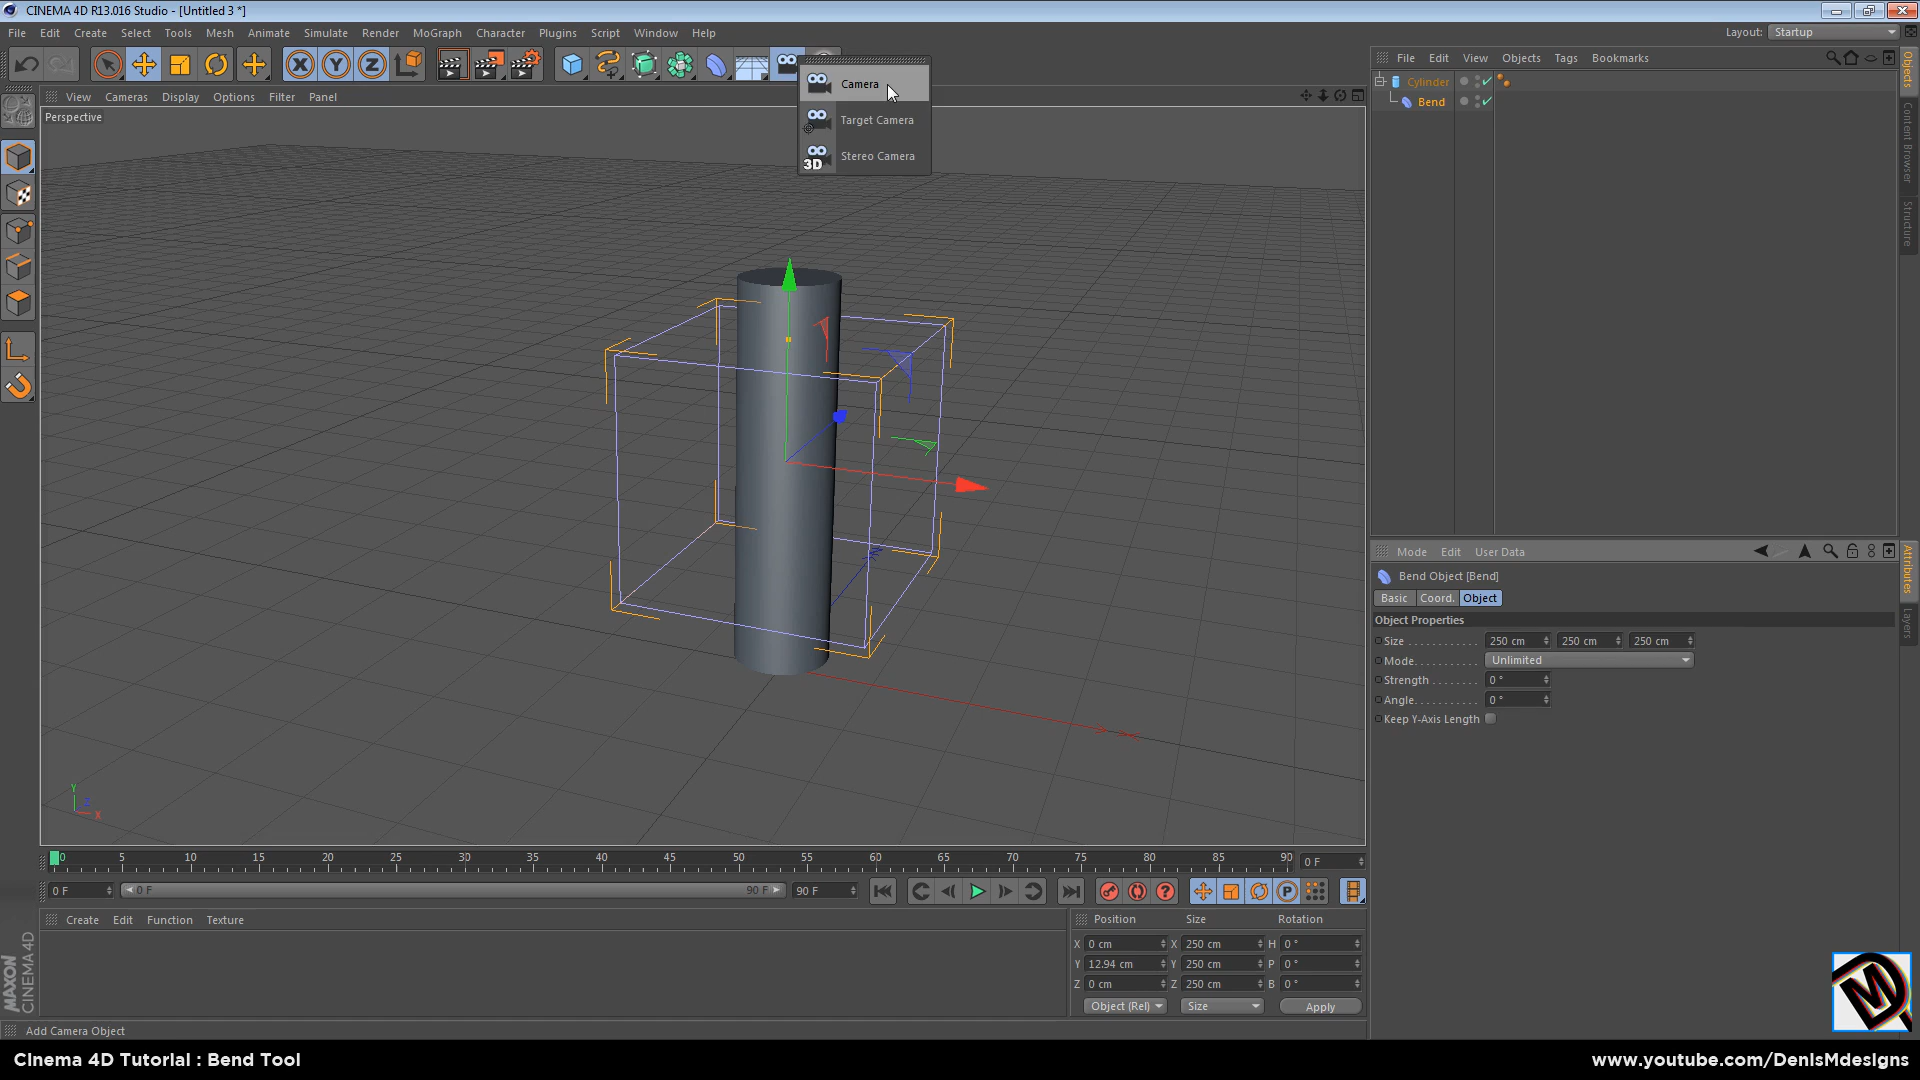 CINEMA 4D R13.016 Studio - [Untitled 3 *]
File Edit Create Select Tools Mesh Animate Simulate Render MoGraph Character Plugins Script Window Help
Layout: Startup
X Y Z
File Edit View Objects Tags Bookmarks
View Cameras Display Options Filter Panel
Perspective
Camera
Target Camera
3D Stereo Camera
Cylinder
Bend
Objects
Content Browser
Structure
Mode Edit User Data
Bend Object [Bend]
Basic Coord. Object
Object Properties
Size . . . . . . . . . . . 250 cm 250 cm 250 cm
Mode. . . . . . . . . . Unlimited
Strength . . . . . . . 0 °
Angle. . . . . . . . . . 0 °
Keep Y-Axis Length
Attributes
Layers
Y
Z
X
0 5 10 15 20 25 30 35 40 45 50 55 60 65 70 75 80 85 90 0 F
0 F 0 F 90 F 90 F
P
Create Edit Function Texture
Position Size Rotation
X 0 cm X 250 cm H 0 °
Y 12.94 cm Y 250 cm P 0 °
Z 0 cm Z 250 cm B 0 °
Object (Rel) Size Apply
MAXON
CINEMA 4D
Add Camera Object
Cinema 4D Tutorial : Bend Tool
www.youtube.com/DenisMdesigns